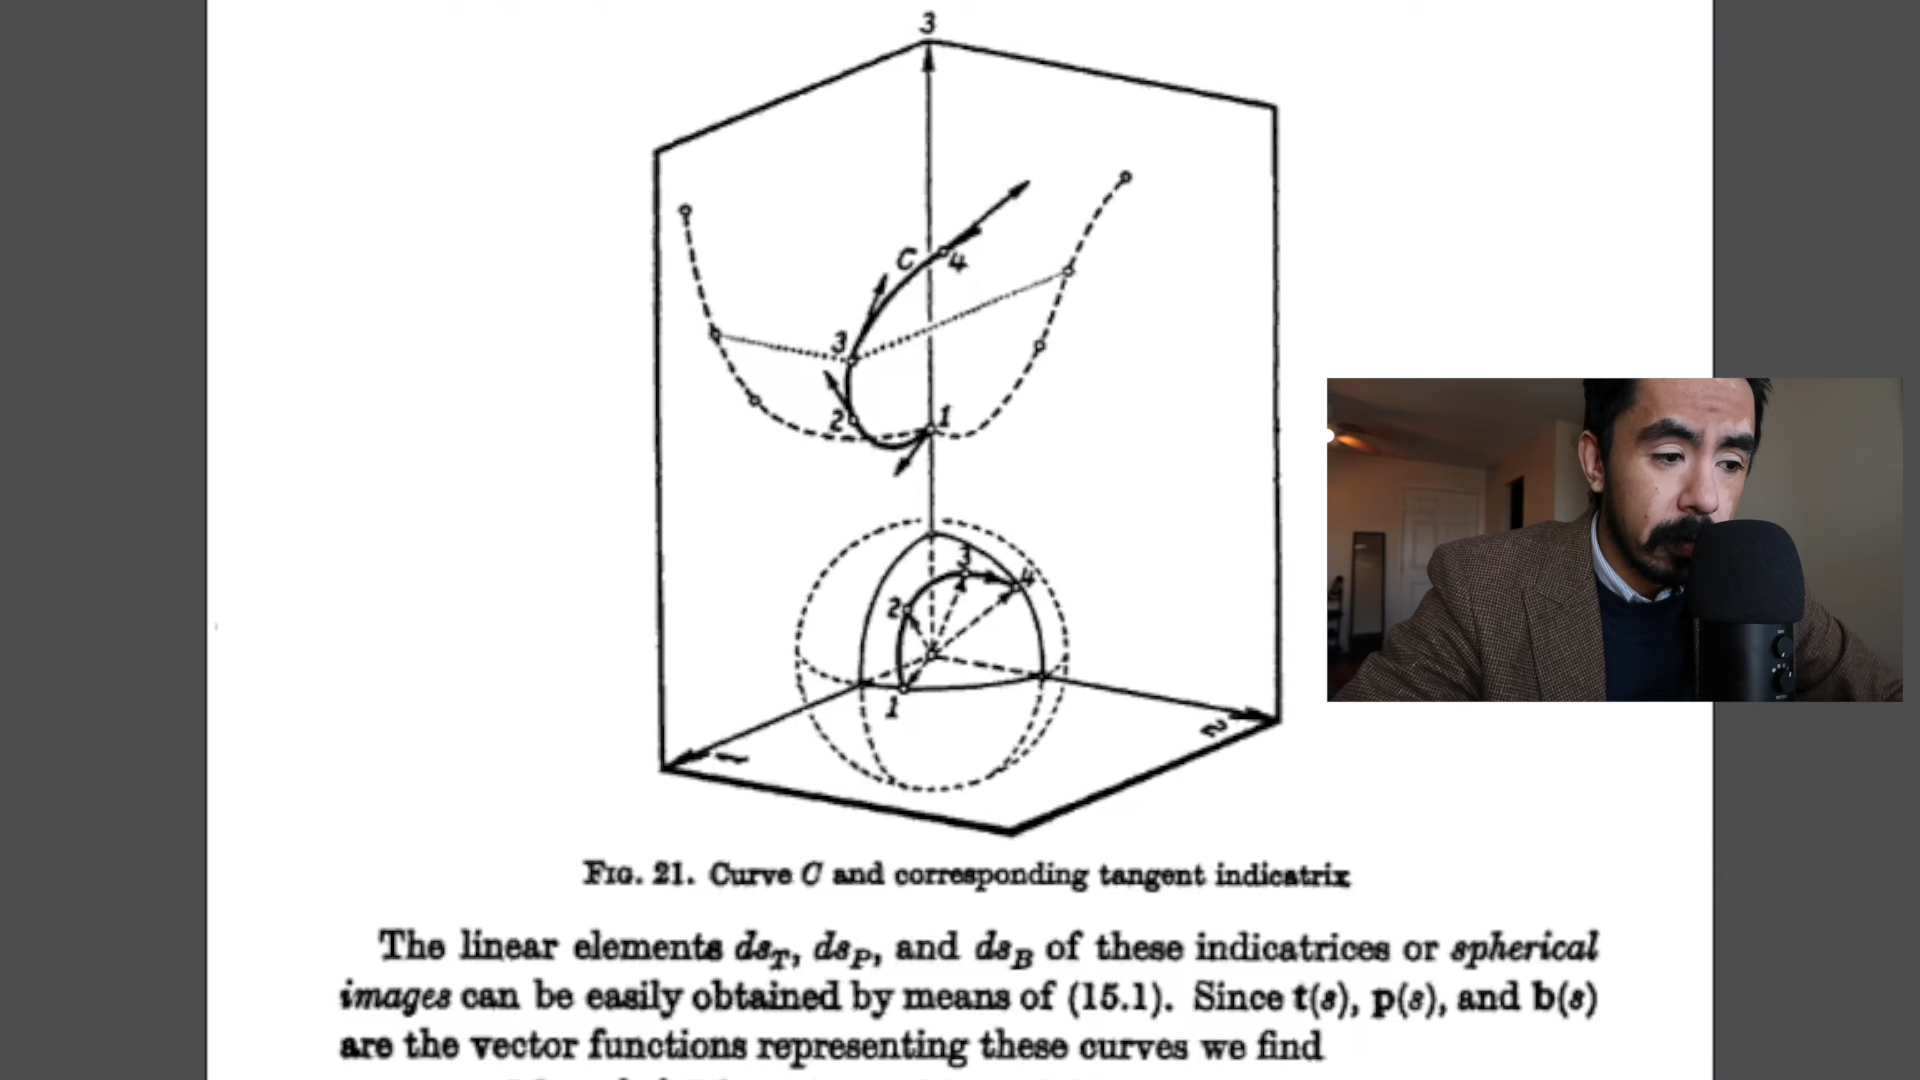 3
C
4
3
2
1
3
4
2
1
1
2
FIG. 21. Curve C and corresponding tangent indicatrix
The linear elements ds_T, ds_P, and ds_B of these indicatrices or spherical
images can be easily obtained by means of (15.1). Since t(s), p(s), and b(s)
are the vector functions representing these curves we find